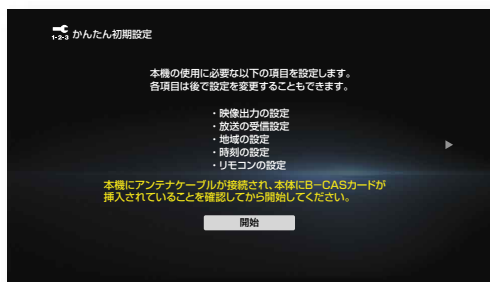 1-2-3 かんたん初期設定
本機の使用に必要な以下の項目を設定します。
各項目は後で設定を変更することもできます。
・映像出力の設定
・放送の受信設定
・地域の設定
・時刻の設定
・リモコンの設定
本機にアンテナケーブルが接続され、本体にB-CASカードが
挿入されていることを確認してから開始してください。
開始